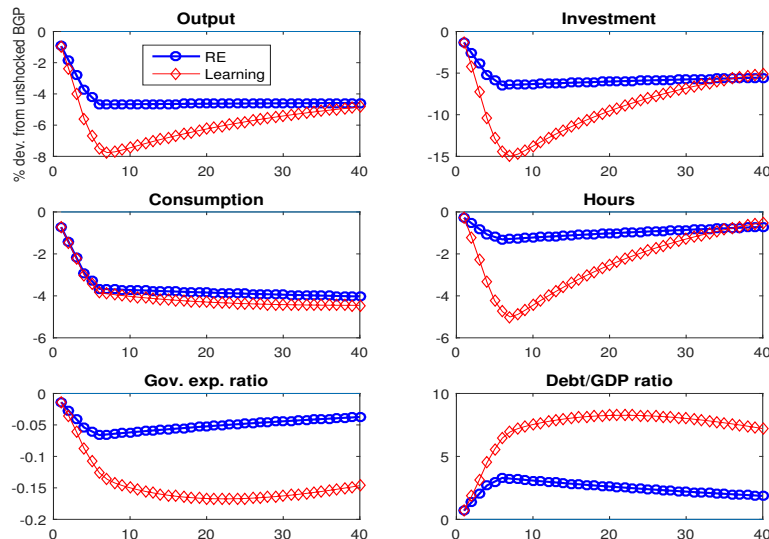 Output
% dev. from unshocked BGP
0
-2
-4
-6
-8
0 10 20 30 40
RE
Learning
Investment
0
-5
-10
-15
0 10 20 30 40
Consumption
0
-2
-4
-6
0 10 20 30 40
Hours
0
-2
-4
-6
0 10 20 30 40
Gov. exp. ratio
0
-0.05
-0.1
-0.15
-0.2
0 10 20 30 40
Debt/GDP ratio
10
5
0
0 10 20 30 40